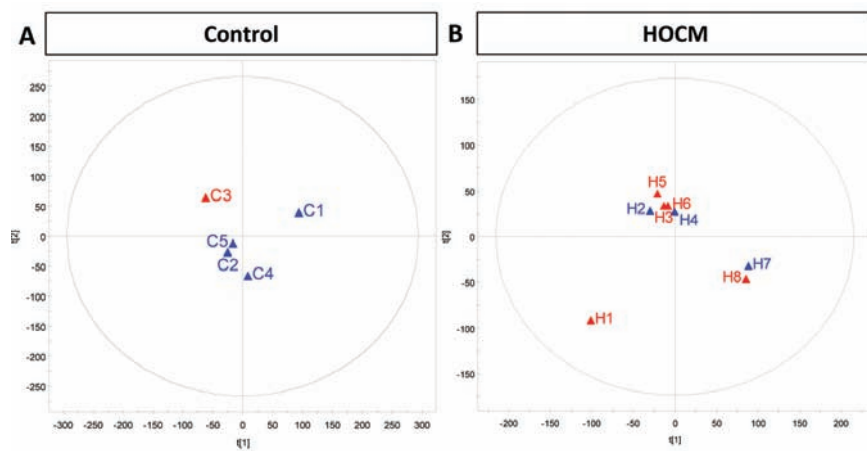 A
Control
B
HOCM
250
200
150
100
50
0
-50
-100
-150
-200
-250
t[2]
C3
C1
C5
C2
C4
-300 -250 -200 -150 -100 -50 0 50 100 150 200 250 300
t[1]
150
100
50
0
-50
-100
-150
t[2]
H5
H2
H6
H3
H4
H7
H8
H1
-200 -150 -100 -50 0 50 100 150 200
t[1]